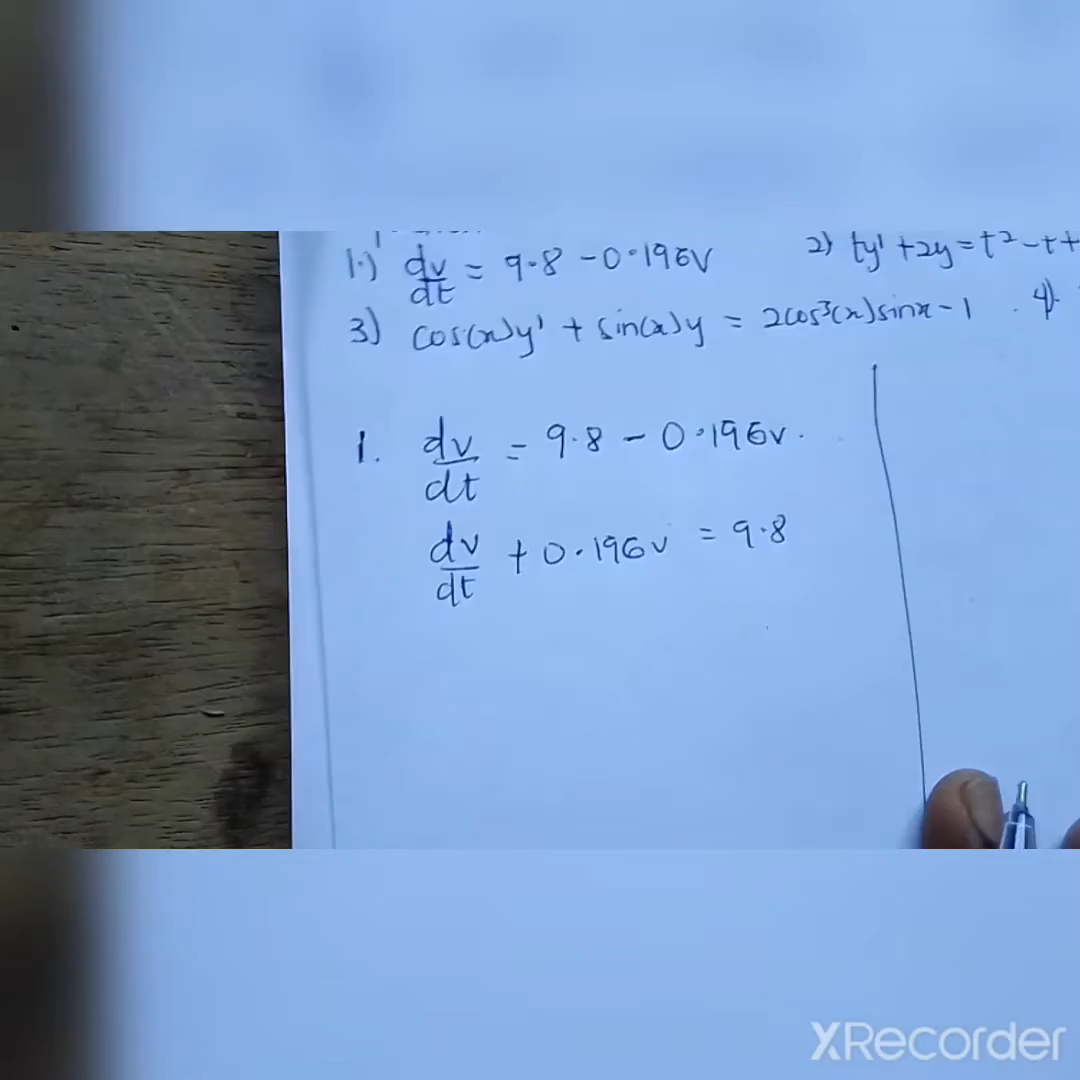 1.) dv/dt = 9.8 - 0.196v 2) ty' + 2y = t² - t +
3) cos(x)y' + sin(x)y = 2cos³(x)sinx - 1 . 4).
1. dv/dt = 9.8 - 0.196v.
dv/dt + 0.196v = 9.8
XRecorder